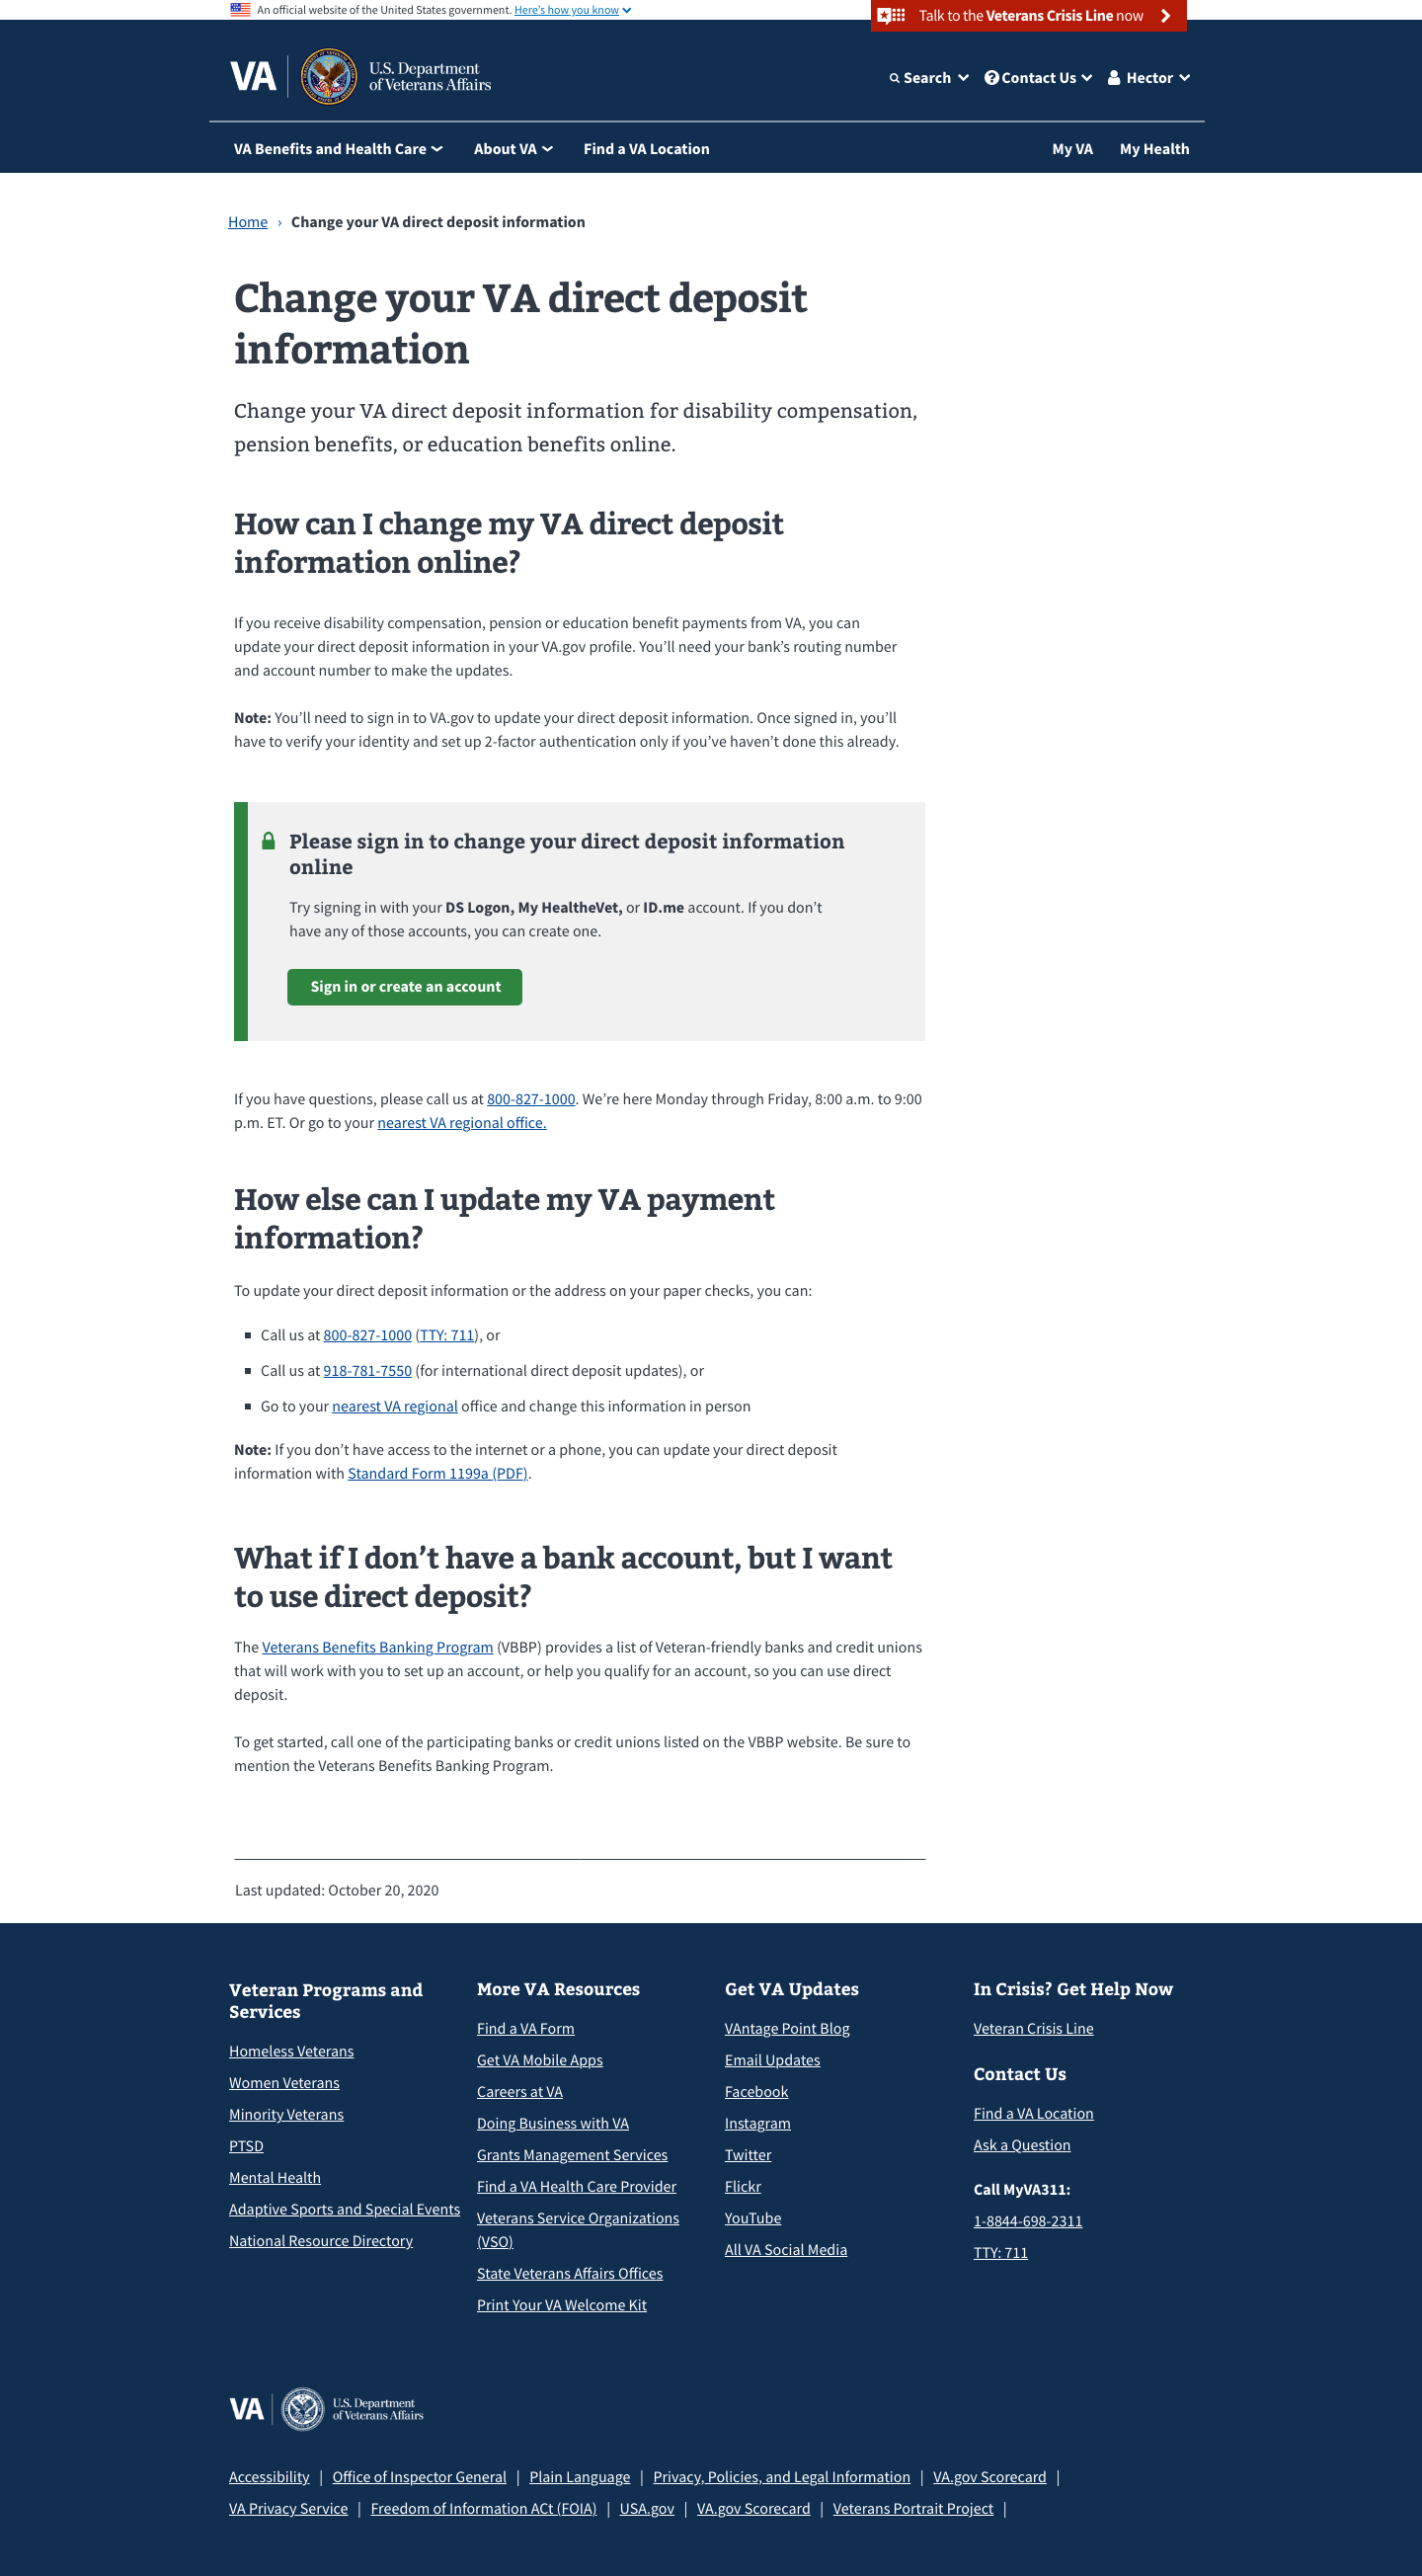 An official website of the United States government. Here's how you know
Talk to the Veterans Crisis Line now
VA
U.S. Department
of Veterans Affairs
Search
Contact Us
Hector
VA Benefits and Health Care
About VA
Find a VA Location
My VA
My Health
Home › Change your VA direct deposit information
Change your VA direct deposit
information
Change your VA direct deposit information for disability compensation,
pension benefits, or education benefits online.
How can I change my VA direct deposit
information online?
If you receive disability compensation, pension or education benefit payments from VA, you can
update your direct deposit information in your VA.gov profile. You’ll need your bank’s routing number
and account number to make the updates.
Note: You’ll need to sign in to VA.gov to update your direct deposit information. Once signed in, you’ll
have to verify your identity and set up 2-factor authentication only if you’ve haven’t done this already.
Please sign in to change your direct deposit information
online
Try signing in with your DS Logon, My HealtheVet, or ID.me account. If you don’t
have any of those accounts, you can create one.
Sign in or create an account
If you have questions, please call us at 800-827-1000. We’re here Monday through Friday, 8:00 a.m. to 9:00
p.m. ET. Or go to your nearest VA regional office.
How else can I update my VA payment
information?
To update your direct deposit information or the address on your paper checks, you can:
Call us at 800-827-1000 (TTY: 711), or
Call us at 918-781-7550 (for international direct deposit updates), or
Go to your nearest VA regional office and change this information in person
Note: If you don’t have access to the internet or a phone, you can update your direct deposit
information with Standard Form 1199a (PDF).
What if I don’t have a bank account, but I want
to use direct deposit?
The Veterans Benefits Banking Program (VBBP) provides a list of Veteran-friendly banks and credit unions
that will work with you to set up an account, or help you qualify for an account, so you can use direct
deposit.
To get started, call one of the participating banks or credit unions listed on the VBBP website. Be sure to
mention the Veterans Benefits Banking Program.
Last updated: October 20, 2020
Veteran Programs and
Services
Homeless Veterans
Women Veterans
Minority Veterans
PTSD
Mental Health
Adaptive Sports and Special Events
National Resource Directory
More VA Resources
Find a VA Form
Get VA Mobile Apps
Careers at VA
Doing Business with VA
Grants Management Services
Find a VA Health Care Provider
Veterans Service Organizations
(VSO)
State Veterans Affairs Offices
Print Your VA Welcome Kit
Get VA Updates
VAntage Point Blog
Email Updates
Facebook
Instagram
Twitter
Flickr
YouTube
All VA Social Media
In Crisis? Get Help Now
Veteran Crisis Line
Contact Us
Find a VA Location
Ask a Question
Call MyVA311:
1-8844-698-2311
TTY: 711
VA
U.S. Department
of Veterans Affairs
Accessibility | Office of Inspector General | Plain Language | Privacy, Policies, and Legal Information | VA.gov Scorecard |
VA Privacy Service | Freedom of Information ACt (FOIA) | USA.gov | VA.gov Scorecard | Veterans Portrait Project |